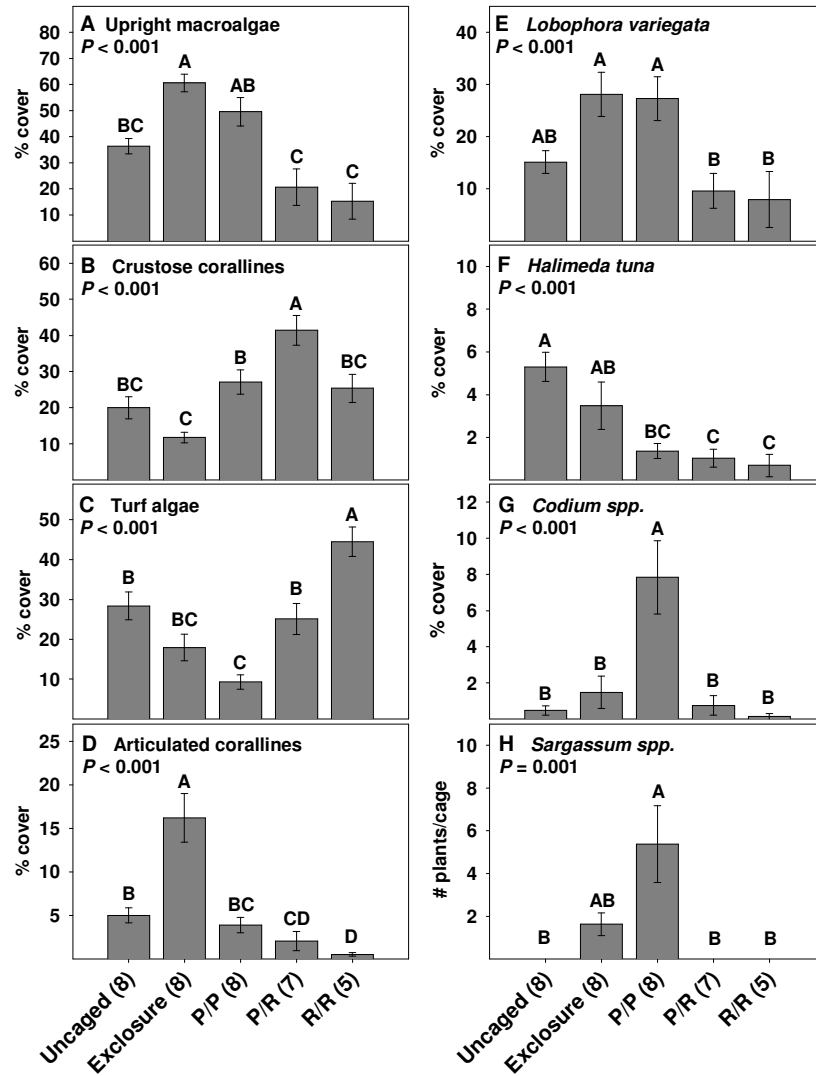 A Upright macroalgae
P < 0.001
80
70
60
50
40
30
20
10
% cover
BC
A
AB
C
C
B Crustose corallines
P < 0.001
60
50
40
30
20
10
% cover
BC
C
B
A
BC
C Turf algae
P < 0.001
50
40
30
20
10
% cover
B
BC
C
B
A
D Articulated corallines
P < 0.001
25
20
15
10
5
% cover
B
A
BC
CD
D
Uncaged (8)
Exclosure (8)
P/P (8)
P/R (7)
R/R (5)
E Lobophora variegata
P < 0.001
40
30
20
10
% cover
AB
A
A
B
B
F Halimeda tuna
P < 0.001
10
8
6
4
2
% cover
A
AB
BC
C
C
G Codium spp.
P < 0.001
12
10
8
6
4
2
% cover
B
B
A
B
B
H Sargassum spp.
P = 0.001
10
8
6
4
2
# plants/cage
B
AB
A
B
B
Uncaged (8)
Exclosure (8)
P/P (8)
P/R (7)
R/R (5)